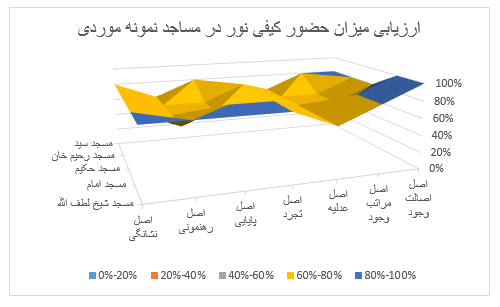 ارزیابی میزان حضور کیفی نور در مساجد نمونه موردی
100%
80%
60%
40%
20%
0%
مسجد سید
مسجد رحیم خان
مسجد حکیم
مسجد امام
مسجد شیخ لطف الله
اصل نشانگی
اصل رهنمونی
اصل پایایی
اصل تجرد
اصل عدلیه
اصل مراتب وجود
اصل اصالت وجود
0%-20% 20%-40% 40%-60% 60%-80% 80%-100%